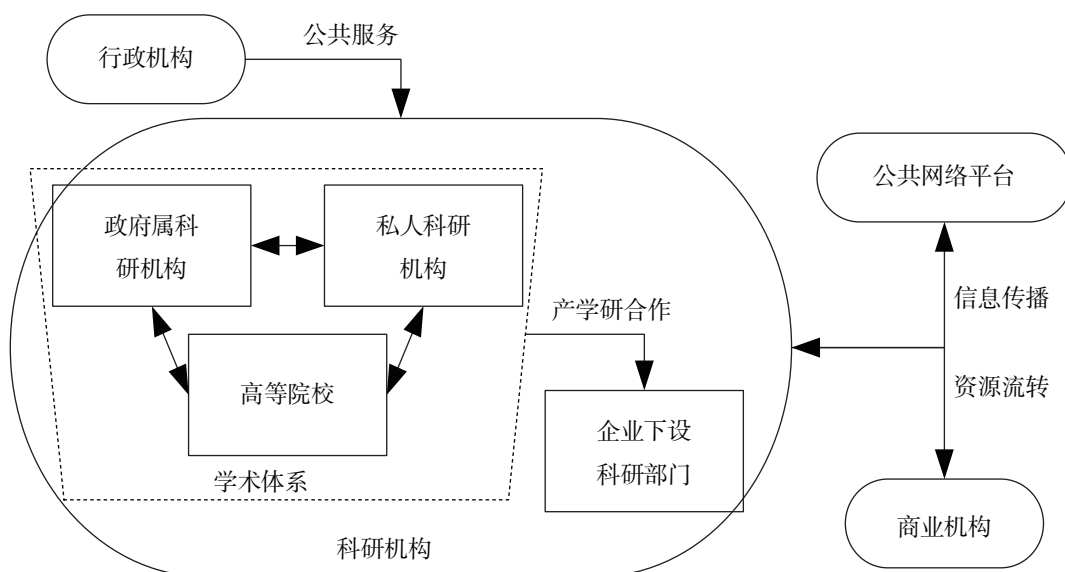 行政机构
公共服务
公共网络平台
政府属科
研机构
私人科研
机构
信息传播
产学研合作
高等院校
资源流转
企业下设
科研部门
学术体系
商业机构
科研机构